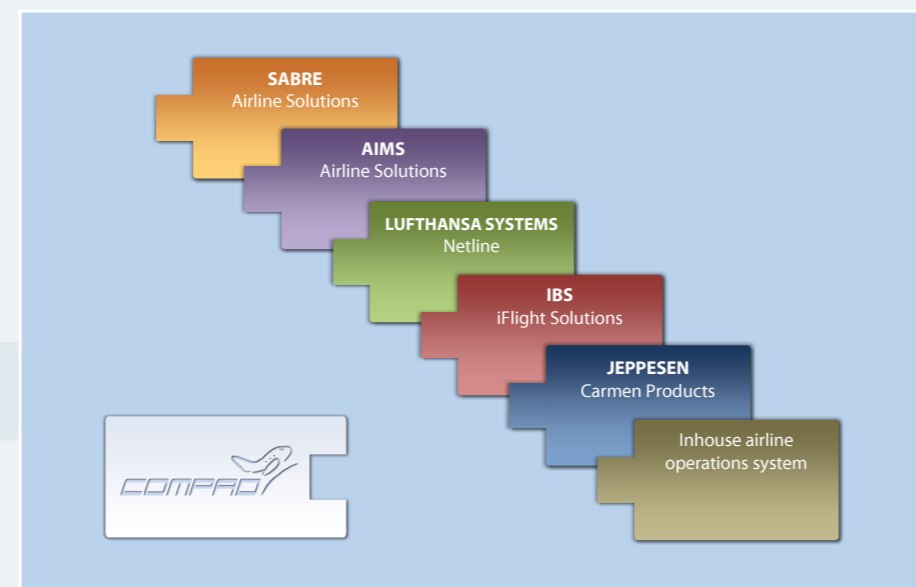 SABRE
Airline Solutions
AIMS
Airline Solutions
LUFTHANSA SYSTEMS
Netline
IBS
iFlight Solutions
JEPPESEN
Carmen Products
Inhouse airline
operations system
COMPAD